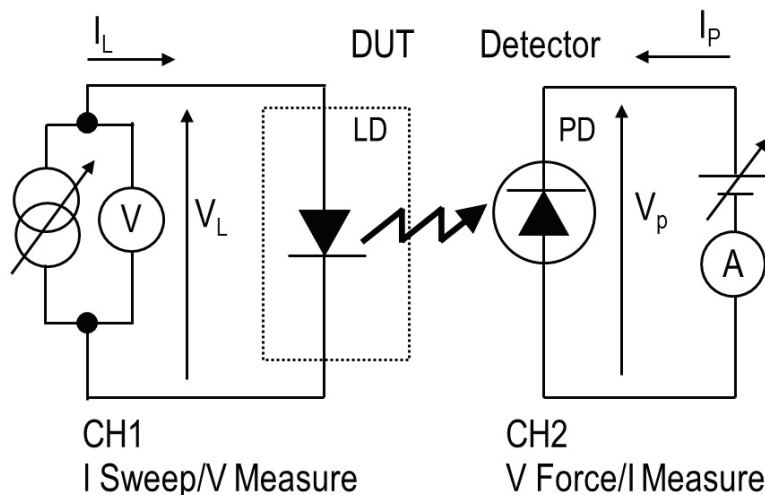 I_L
DUT
Detector
I_P
LD
PD
V
V_L
V_p
A
CH1
I Sweep/V Measure
CH2
V Force/I Measure